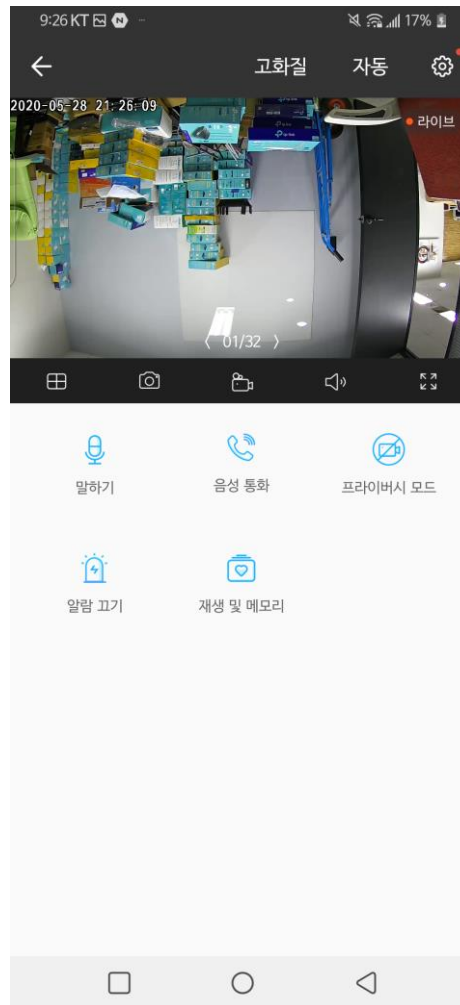 9:26 KT 17%
고화질 자동
2020-05-28 21:26:09
라이브
01/32
말하기 음성 통화 프라이버시 모드
알람 끄기 재생 및 메모리